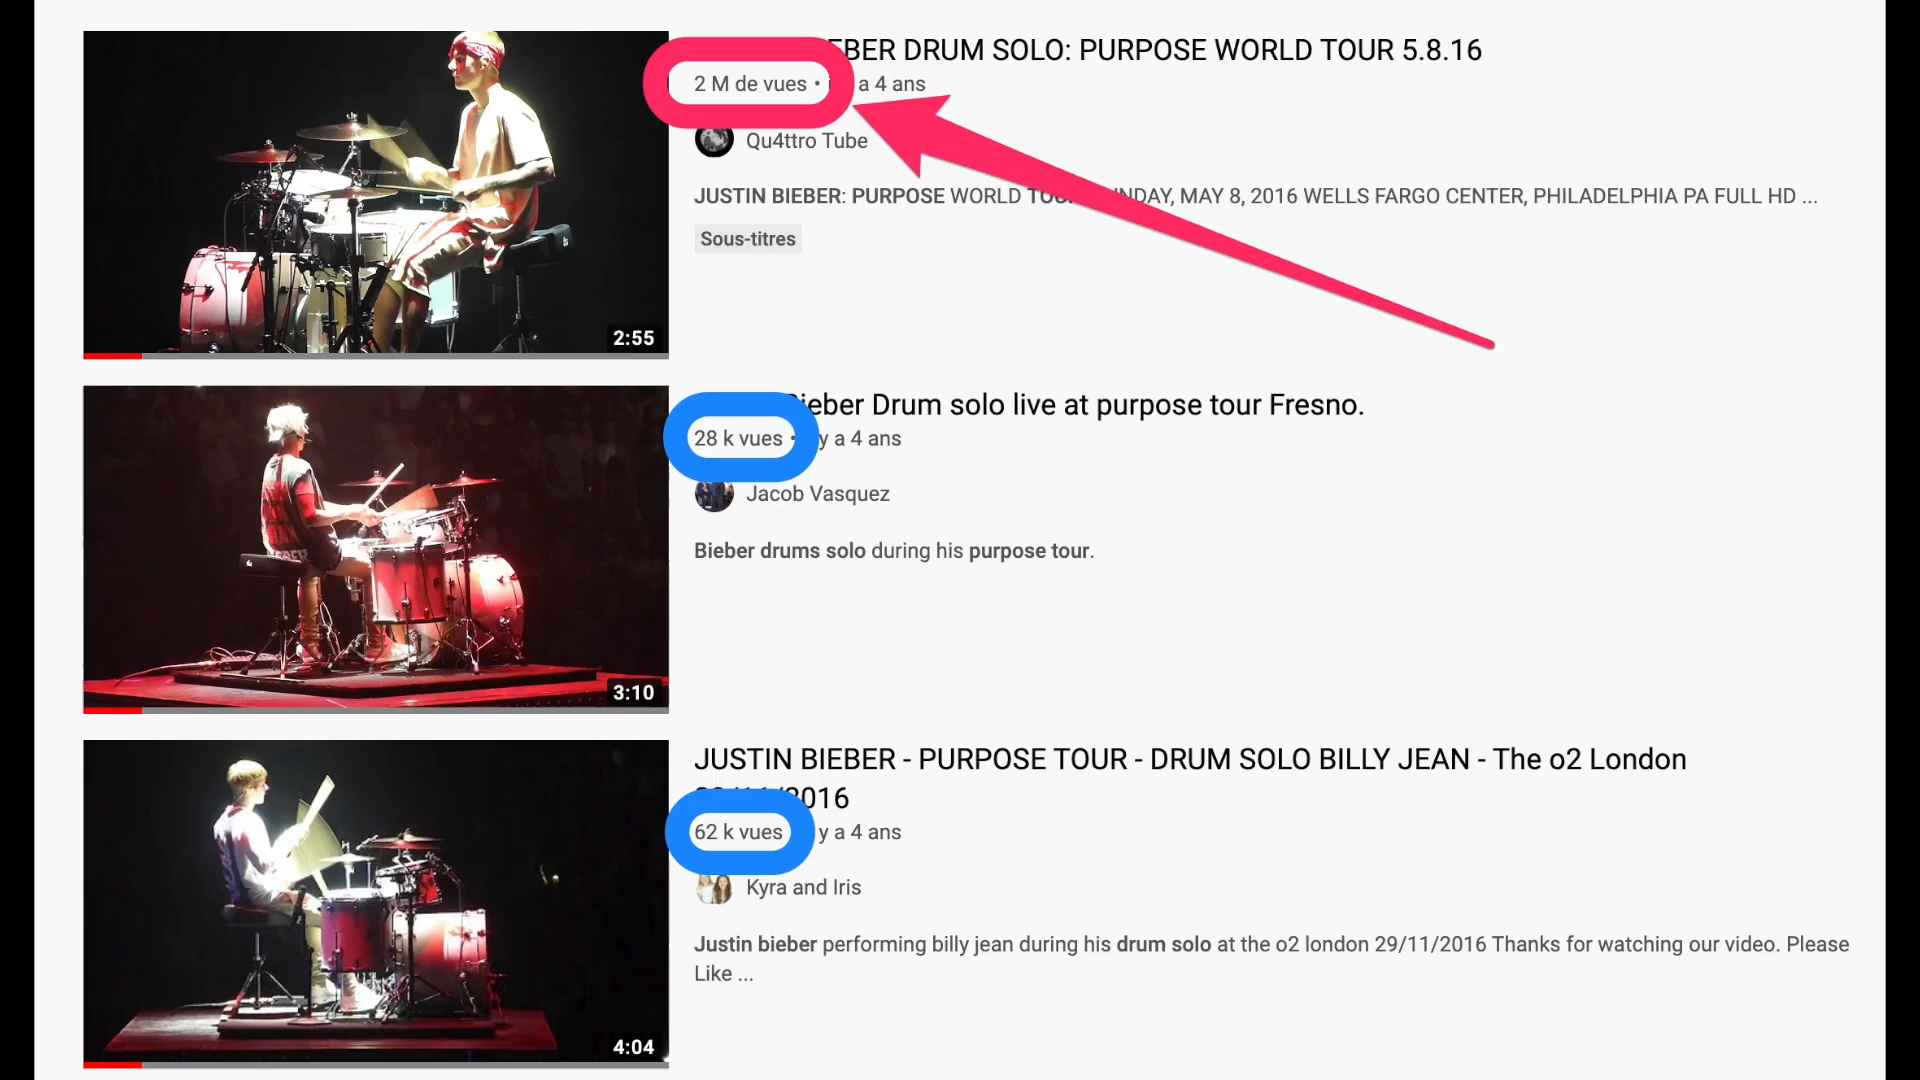 EBER DRUM SOLO: PURPOSE WORLD TOUR 5.8.16
2 M de vues • a 4 ans
Qu4ttro Tube
JUSTIN BIEBER: PURPOSE WORLD NDAY, MAY 8, 2016 WELLS FARGO CENTER, PHILADELPHIA PA FULL HD ...
Sous-titres
2:55
Bieber Drum solo live at purpose tour Fresno.
28 k vues • y a 4 ans
Jacob Vasquez
Bieber drums solo during his purpose tour.
3:10
JUSTIN BIEBER - PURPOSE TOUR - DRUM SOLO BILLY JEAN - The o2 London
2016
62 k vues y a 4 ans
Kyra and Iris
Justin bieber performing billy jean during his drum solo at the o2 london 29/11/2016 Thanks for watching our video. Please
Like ...
4:04